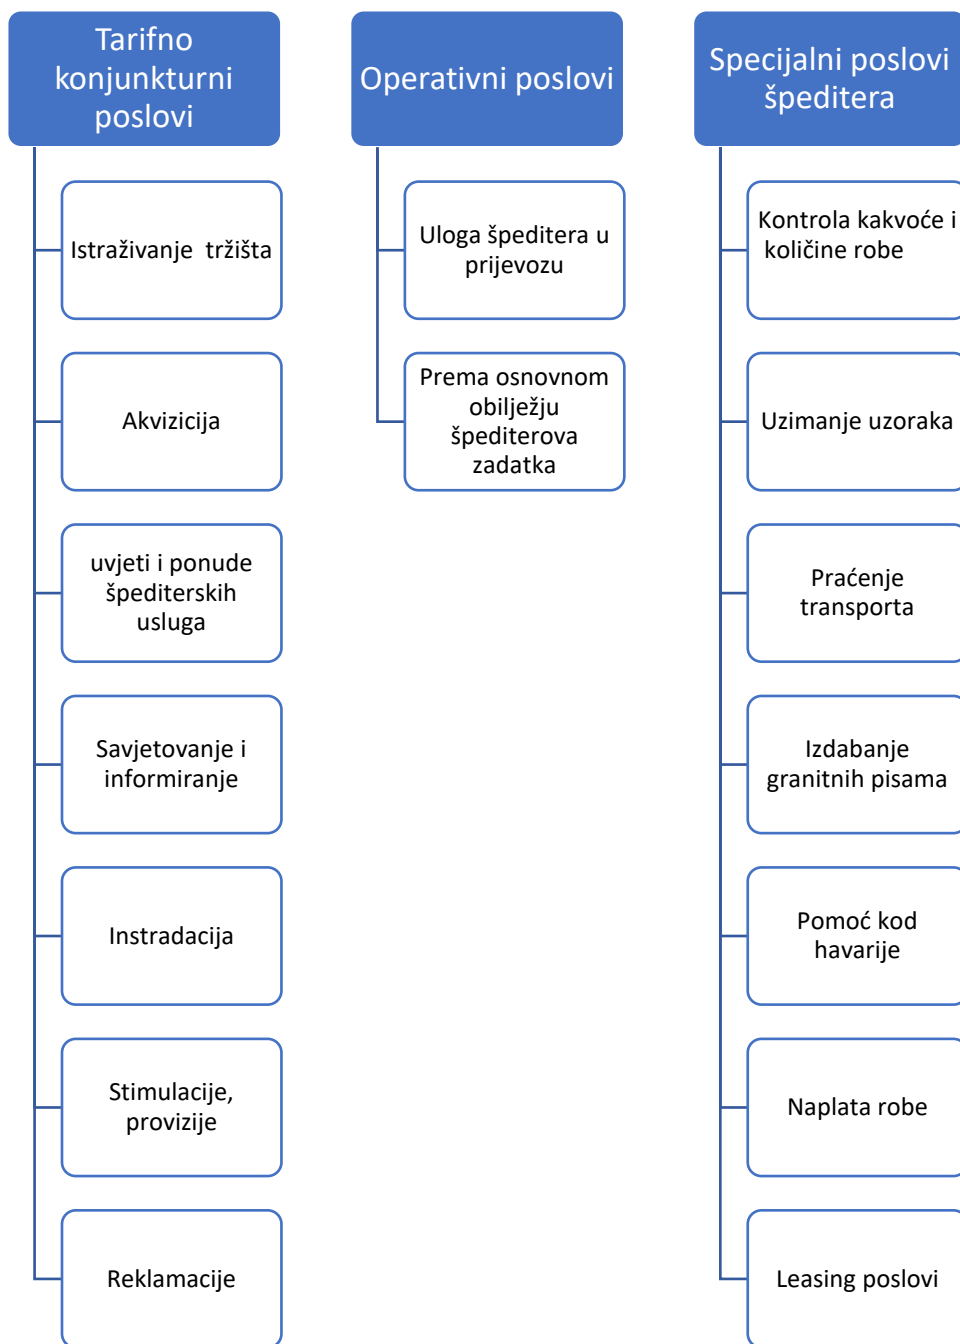 Tarifno
konjunkturni
poslovi
Istraživanje  tržišta
Akvizicija
uvjeti i ponude
špediterskih
usluga
Savjetovanje i
informiranje
Instradacija
Stimulacije,
provizije
Reklamacije
Operativni poslovi
Uloga špeditera u
prijevozu
Prema osnovnom
obilježju
špediterova
zadatka
Specijalni poslovi
špeditera
Kontrola kakvoće i
količine robe
Uzimanje uzoraka
Praćenje
transporta
Izdabanje
granitnih pisama
Pomoć kod
havarije
Naplata robe
Leasing poslovi